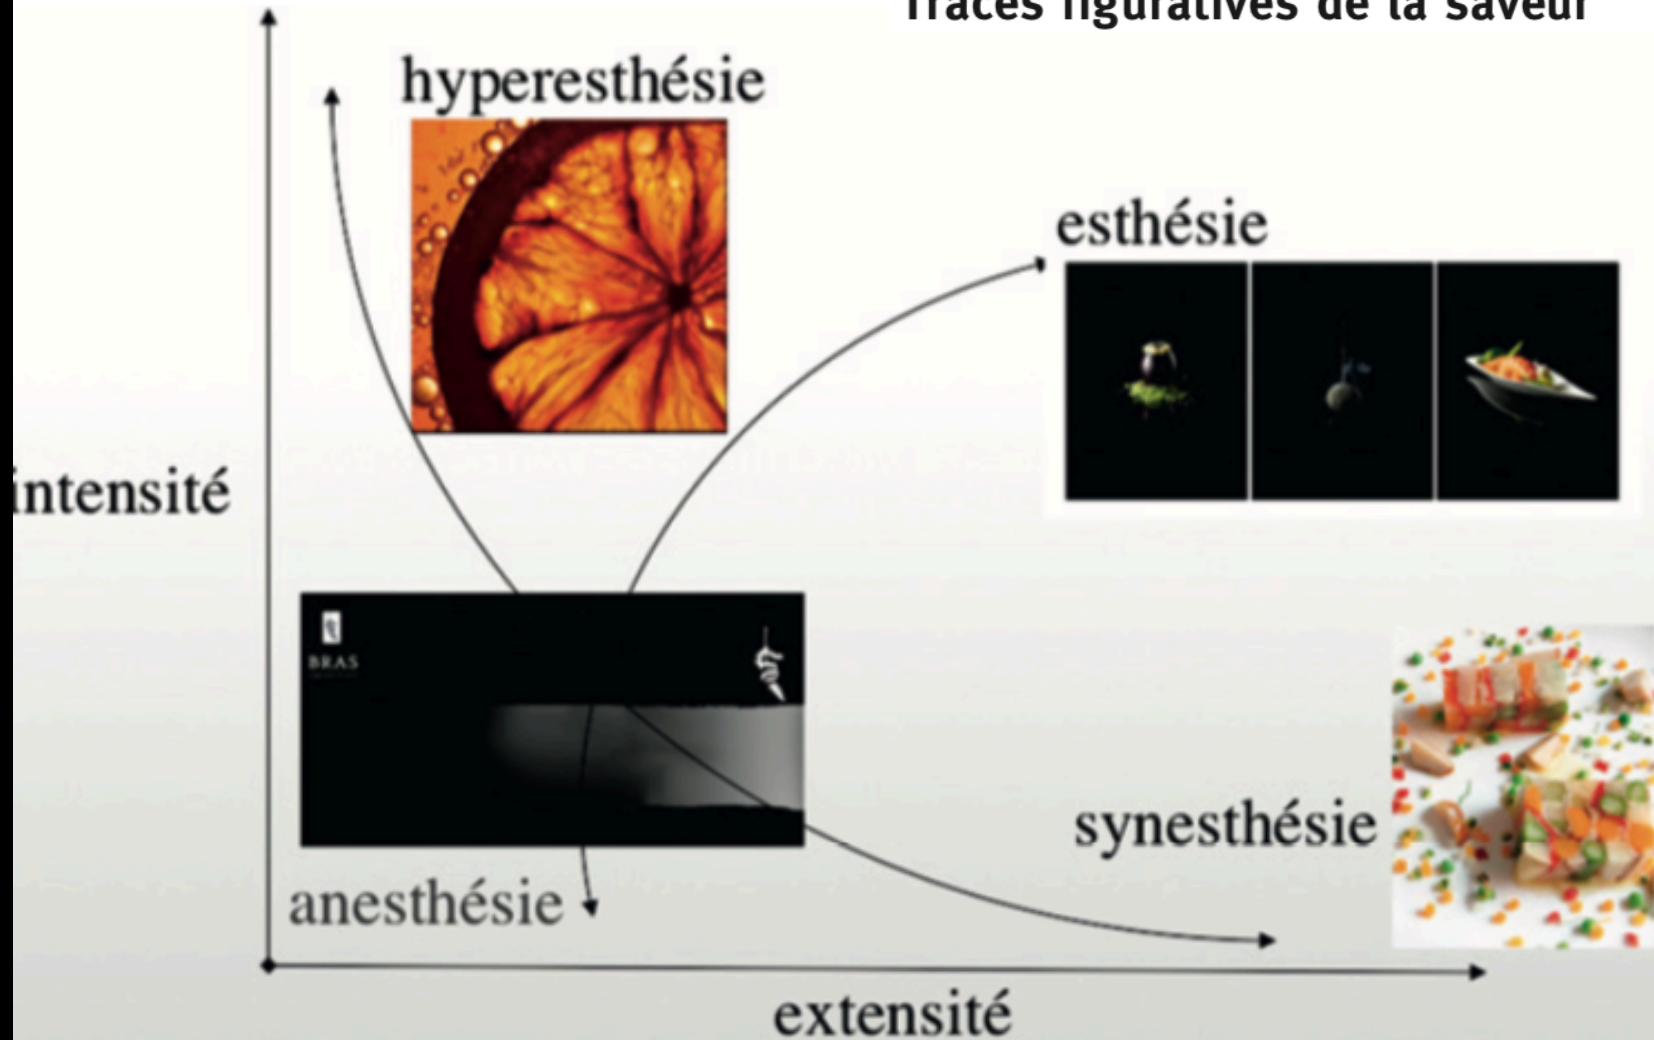 Traces figuratives de la saveur
hyperesthésie
esthésie
intensité
BRAS
synesthésie
anesthésie
extensité